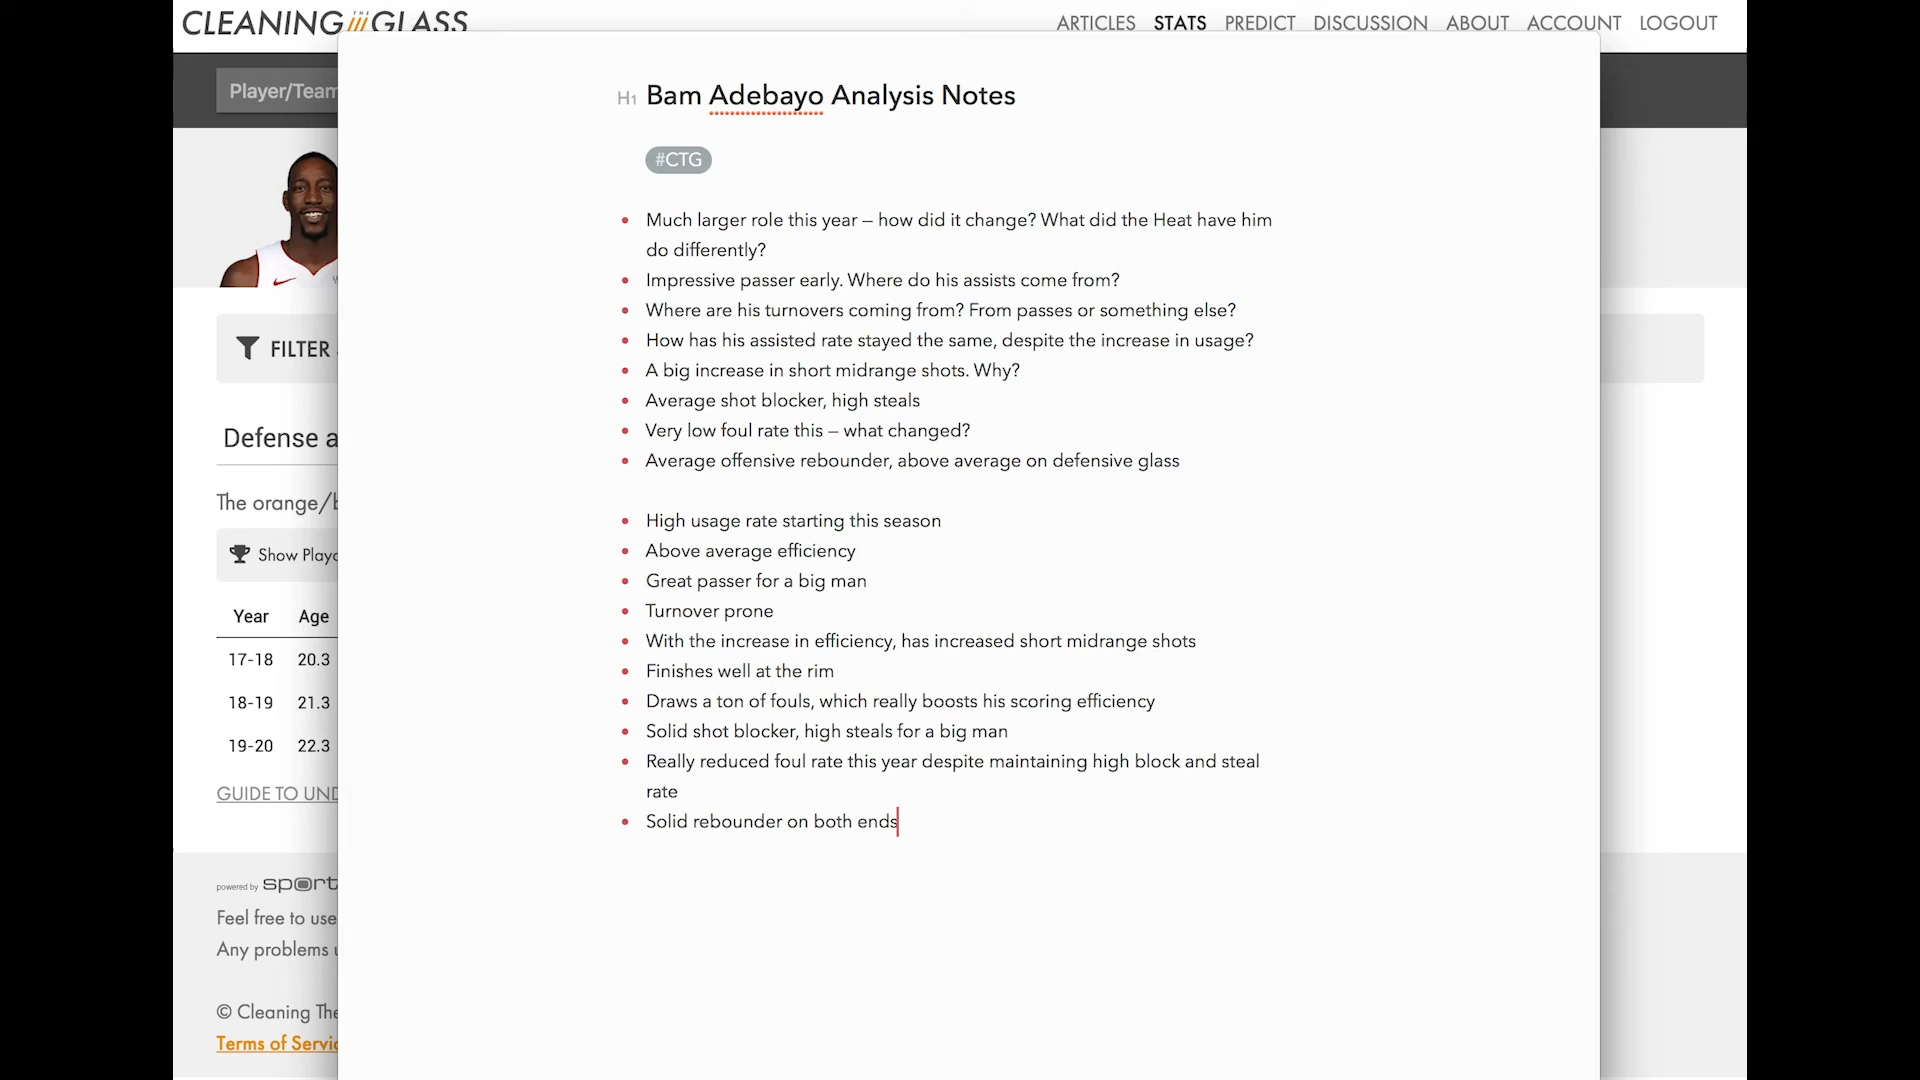 CLEANING THE GLASS
ARTICLES STATS PREDICT DISCUSSION ABOUT ACCOUNT LOGOUT
Player/Team
H1 Bam Adebayo Analysis Notes
#CTG
• Much larger role this year – how did it change? What did the Heat have him
do differently?
• Impressive passer early. Where do his assists come from?
• Where are his turnovers coming from? From passes or something else?
• How has his assisted rate stayed the same, despite the increase in usage?
• A big increase in short midrange shots. Why?
• Average shot blocker, high steals
• Very low foul rate this – what changed?
• Average offensive rebounder, above average on defensive glass
• High usage rate starting this season
• Above average efficiency
• Great passer for a big man
• Turnover prone
• With the increase in efficiency, has increased short midrange shots
• Finishes well at the rim
• Draws a ton of fouls, which really boosts his scoring efficiency
• Solid shot blocker, high steals for a big man
• Really reduced foul rate this year despite maintaining high block and steal
rate
• Solid rebounder on both ends
FILTER
Defense a
The orange/
Show Playo
Year Age
17-18 20.3
18-19 21.3
19-20 22.3
GUIDE TO UND
powered by sport
Feel free to use
Any problems
© Cleaning The
Terms of Servic